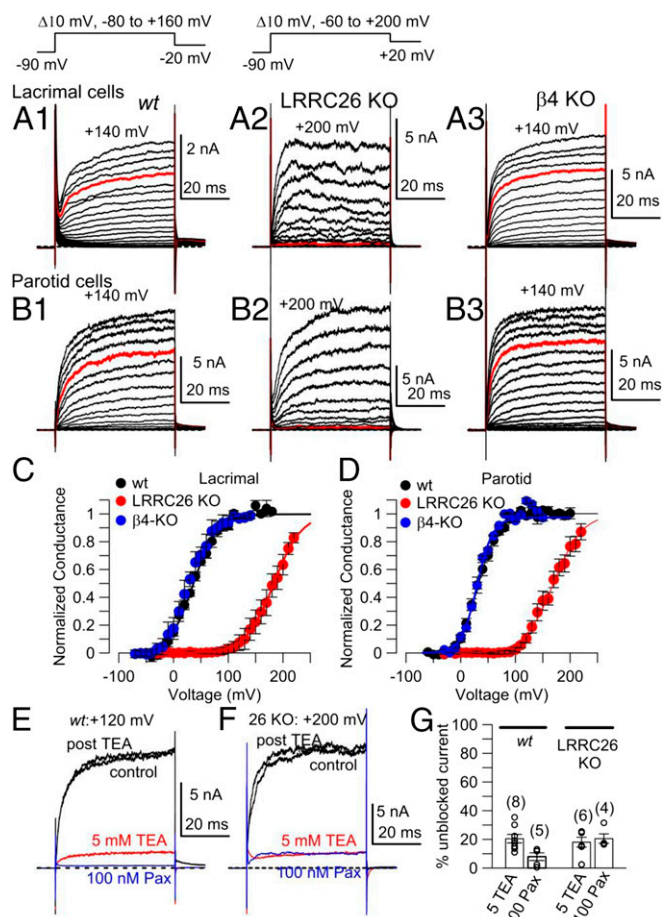 Δ10 mV, -80 to +160 mV
Δ10 mV, -60 to +200 mV
-90 mV
-20 mV
-90 mV
+20 mV
Lacrimal cells
wt
LRRC26 KO
β4 KO
A1
+140 mV
2 nA
20 ms
A2
+200 mV
5 nA
20 ms
A3
+140 mV
5 nA
20 ms
Parotid cells
B1
+140 mV
5 nA
20 ms
B2
+200 mV
5 nA
20 ms
B3
+140 mV
5 nA
20 ms
C
wt
Lacrimal
LRRC26 KO
β4-KO
Normalized Conductance
1
0.8
0.6
0.4
0.2
0
-100
0
100
200
Voltage (mV)
D
wt
Parotid
LRRC26 KO
β4-KO
Normalized Conductance
1
0.8
0.6
0.4
0.2
0
-100
0
100
200
Voltage (mV)
E
wt:+120 mV
post TEA
control
5 nA
20 ms
5 mM TEA
100 nM Pax
F
26 KO: +200 mV
post TEA
control
5 nA
20 ms
5 mM TEA
100 nM Pax
G
% unblocked current
100
80
60
40
20
0
wt
LRRC26
KO
(8)
(5)
(6)
(4)
5 TEA
100 Pax
5 TEA
100 Pax